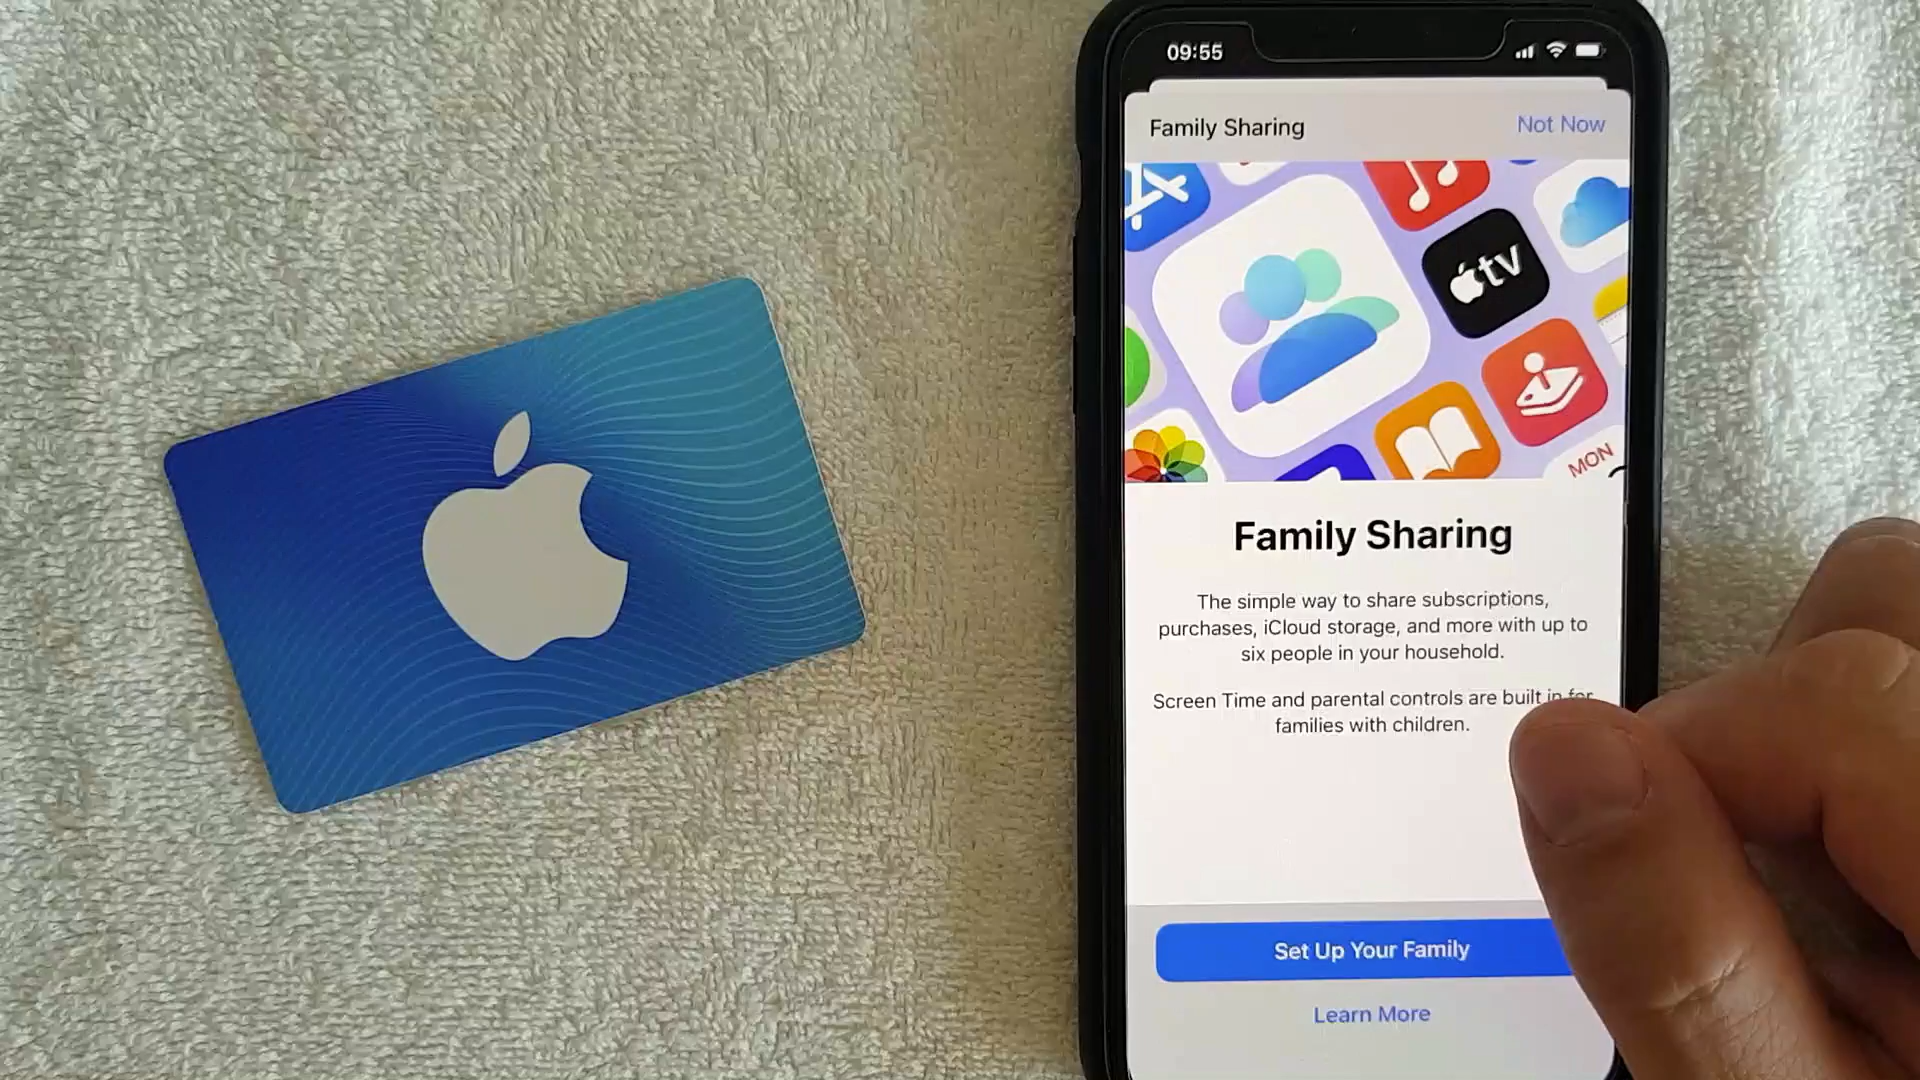 09:55
Family Sharing
Not Now
tv
MON
Family Sharing
The simple way to share subscriptions,
purchases, iCloud storage, and more with up to
six people in your household.
Screen Time and parental controls are built in for
families with children.
Set Up Your Family
Learn More